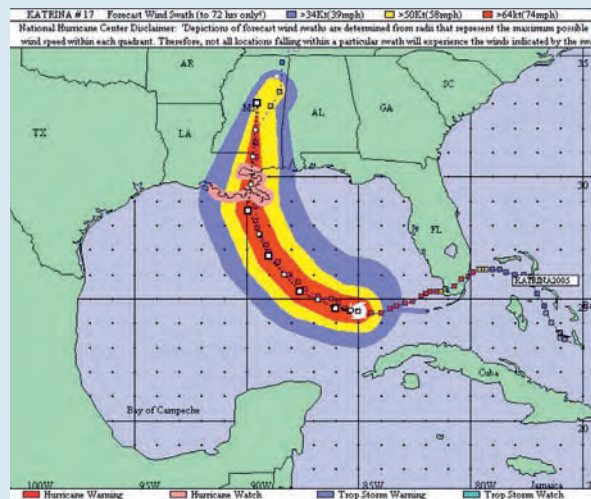 KATRINA # 17 Forecast Wind Swath (to 72 hrs only!) >34Kt(39mph) >50Kt(58mph) >64kt(74mph)
National Hurricane Center Disclaimer: 'Depictions of forecast wind swaths are determined from radii that represent the maximum possible
wind speed within each quadrant. Therefore, not all locations falling within a particular swath will experience the winds indicated by the sw
35
AR
SC
MS
AL
GA
TX
LA
30
FL
KATRINA2005
25
Cuba
Bay of Campeche
20
Jamaica
100W 95W 90W 85W 80W 7
Hurricane Warning Hurricane Watch Trop Storm Warning Trop Storm Watch